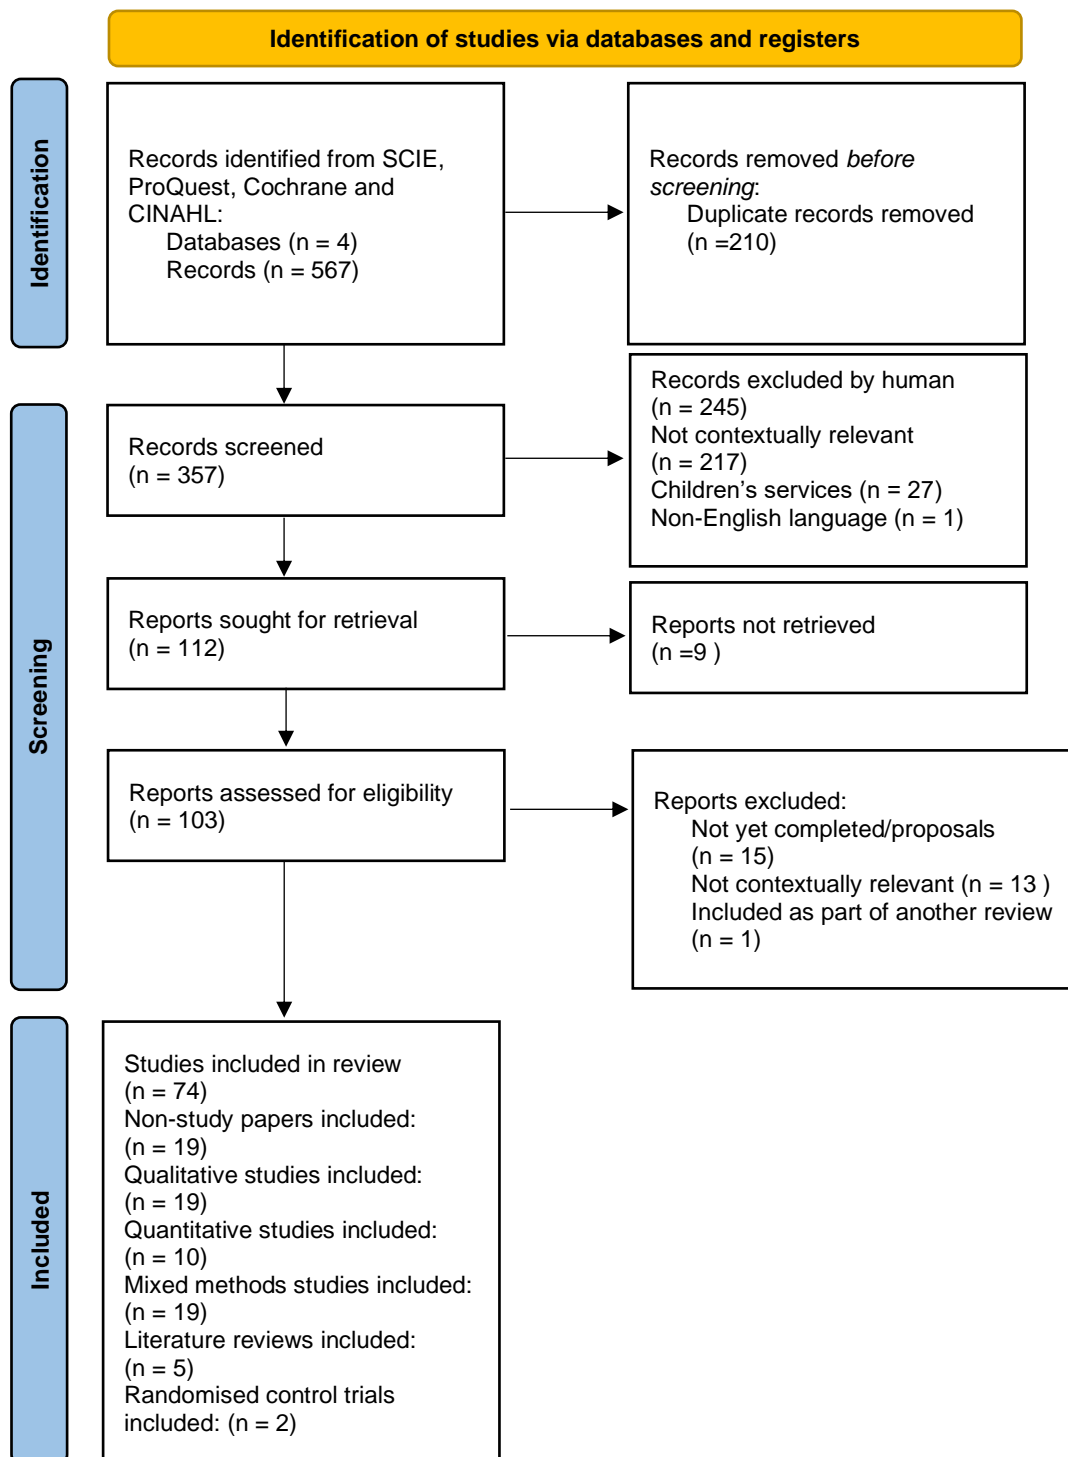 Identification of studies via databases and registers
Identification
Records identified from SCIE,
ProQuest, Cochrane and
CINAHL:
Databases (n = 4)
Records (n = 567)
Records removed before
screening:
Duplicate records removed
(n =210)
Screening
Records screened
(n = 357)
Records excluded by human
(n = 245)
Not contextually relevant
(n = 217)
Children’s services (n = 27)
Non-English language (n = 1)
Reports sought for retrieval
(n = 112)
Reports not retrieved
(n =9 )
Reports assessed for eligibility
(n = 103)
Reports excluded:
Not yet completed/proposals
(n = 15)
Not contextually relevant (n = 13 )
Included as part of another review
(n = 1)
Included
Studies included in review
(n = 74)
Non-study papers included:
(n = 19)
Qualitative studies included:
(n = 19)
Quantitative studies included:
(n = 10)
Mixed methods studies included:
(n = 19)
Literature reviews included:
(n = 5)
Randomised control trials
included: (n = 2)